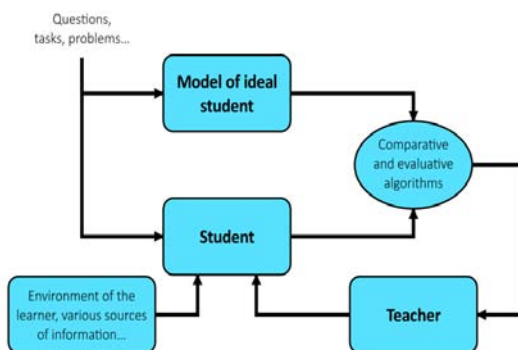 Questions,
tasks, problems...
Model of ideal
student
Comparative
and evaluative
algorithms
Student
Environment of the
learner, various sources
of information...
Teacher